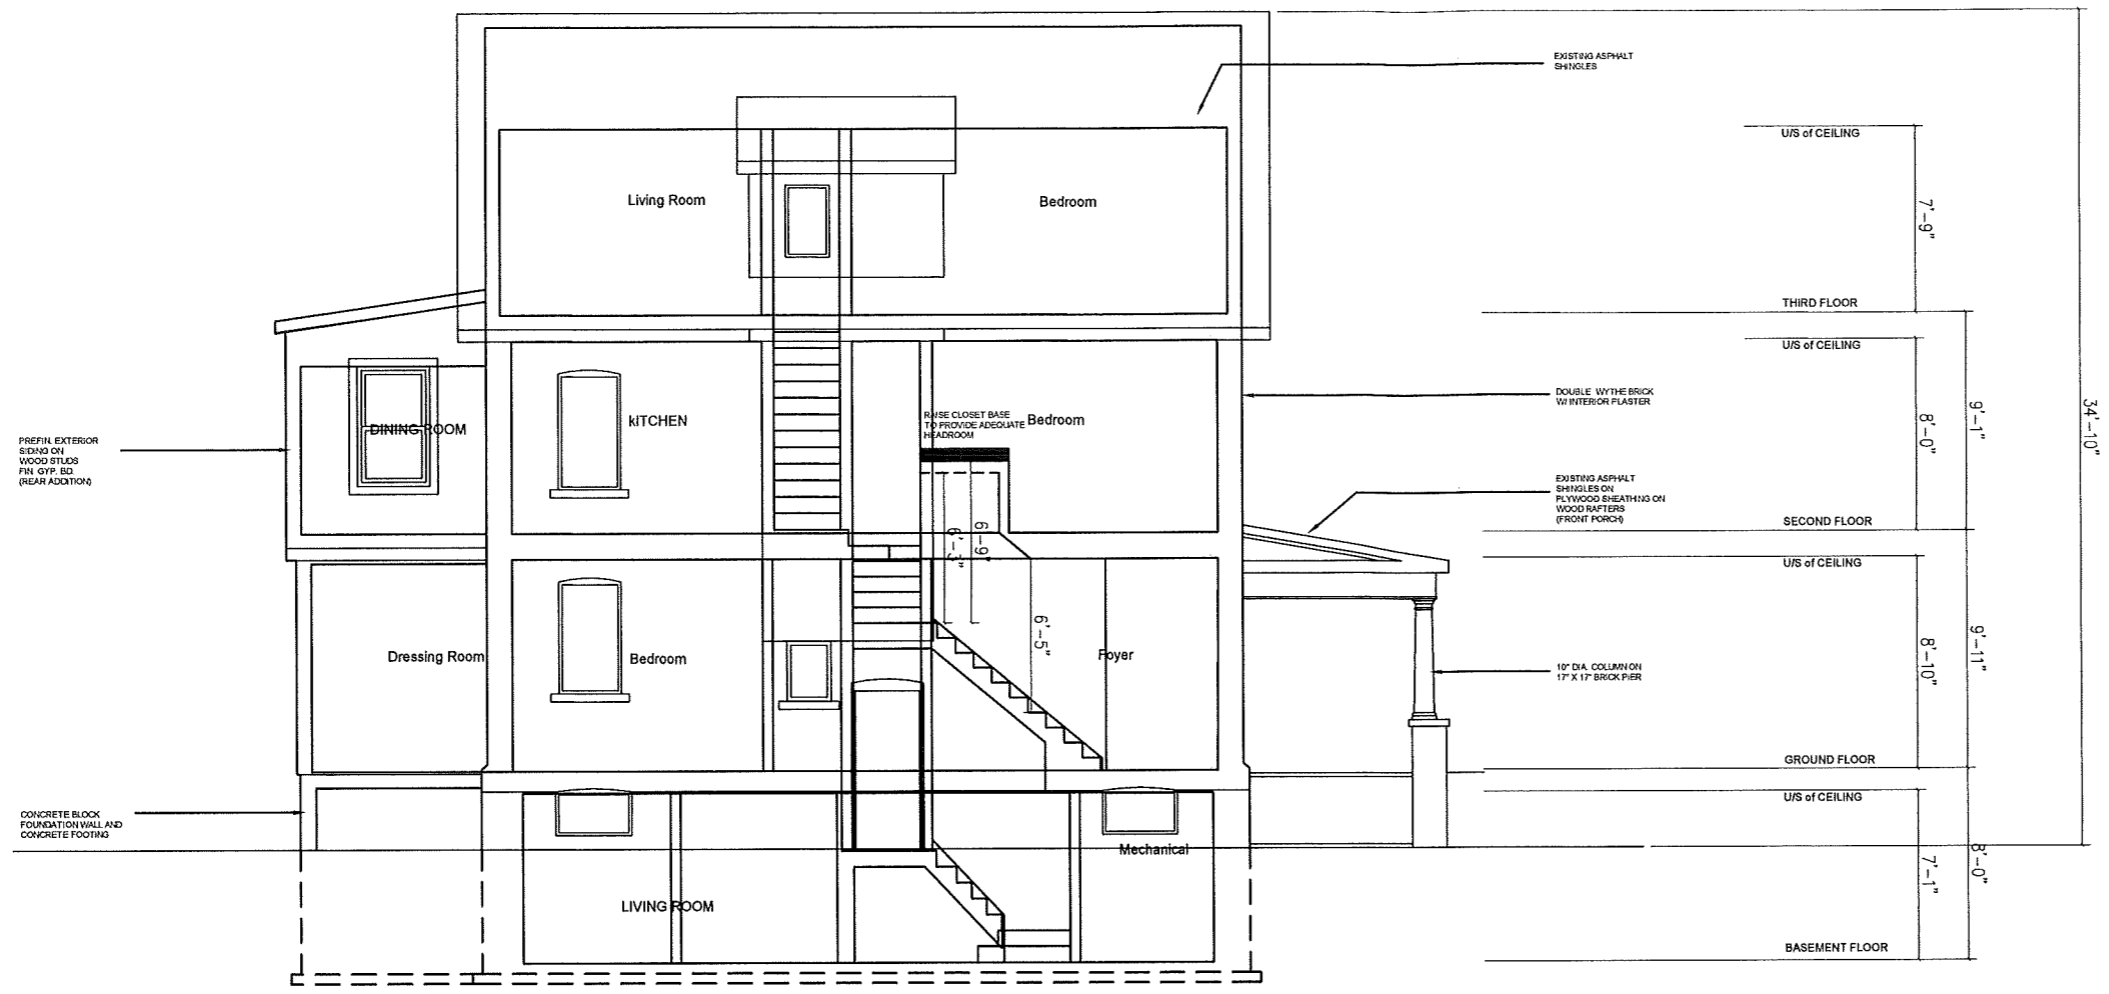 EXISTING ASPHALT
SHINGLES
U/S of CEILING
Living Room
Bedroom
7'-9"
THIRD FLOOR
U/S of CEILING
DOUBLE WYTHE BRICK
W/ INTERIOR PLASTER
34'-10"
9'-1"
8'-0"
RAISE CLOSET BASE
TO PROVIDE ADEQUATE
HEADROOM
Bedroom
kITCHEN
DINING ROOM
PREFIN. EXTERIOR
SIDING ON
WOOD STUDS
FIN. GYP. BD.
(REAR ADDITION)
EXISTING ASPHALT
SHINGLES ON
PLYWOOD SHEATHING ON
WOOD RAFTERS
(FRONT PORCH)
SECOND FLOOR
6'-3"
6'-9"
U/S of CEILING
6'-5"
9'-11"
8'-10"
Dressing Room
Bedroom
Foyer
10" DIA. COLUMN ON
17" X 17" BRICK PIER
GROUND FLOOR
U/S of CEILING
CONCRETE BLOCK
FOUNDATION WALL AND
CONCRETE FOOTING
Mechanical
8'-0"
7'-1"
LIVING ROOM
BASEMENT FLOOR